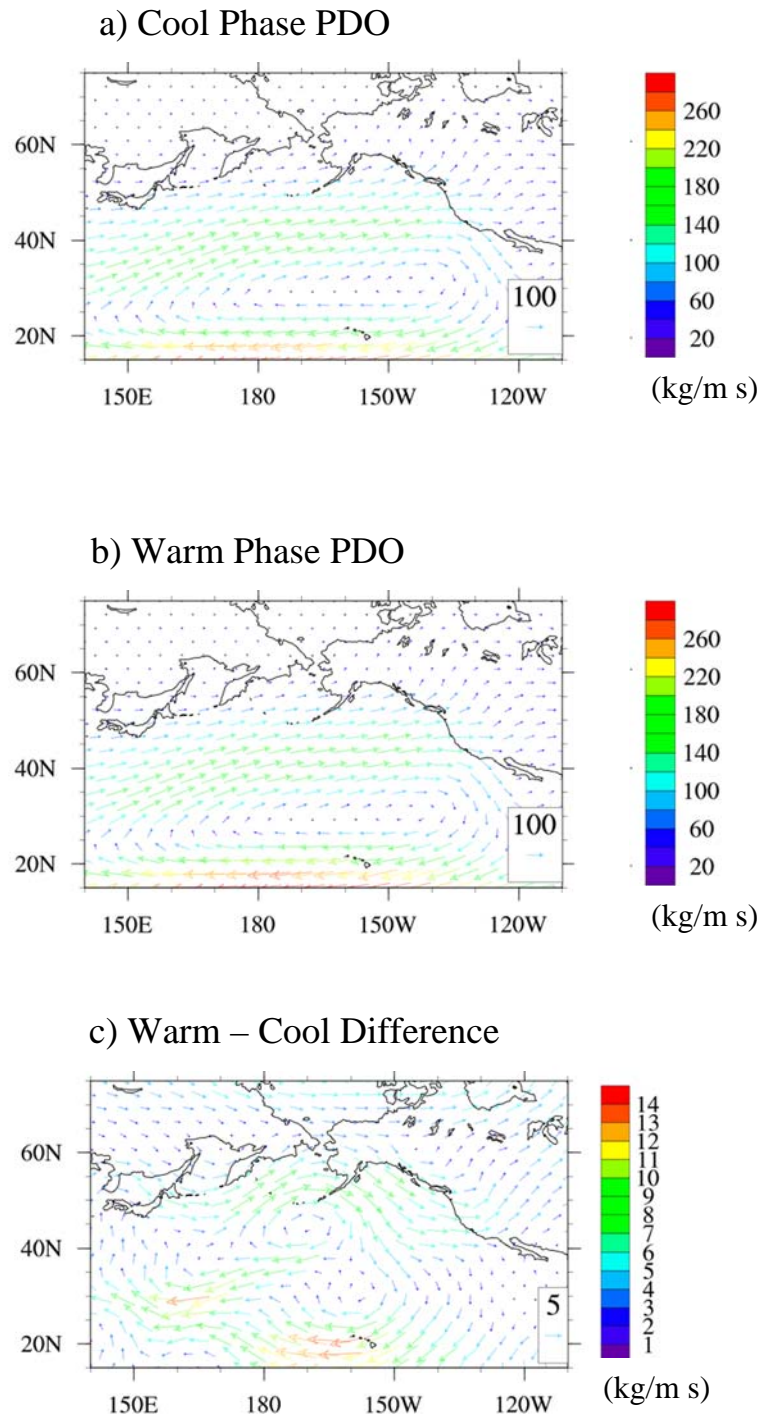 a) Cool Phase PDO
60N
40N
20N
150E 180 150W 120W
100
260
220
180
140
100
60
20
(kg/m s)
b) Warm Phase PDO
60N
40N
20N
150E 180 150W 120W
100
260
220
180
140
100
60
20
(kg/m s)
c) Warm – Cool Difference
60N
40N
20N
150E 180 150W 120W
5
14
13
12
11
10
9
8
7
6
5
4
3
2
1
(kg/m s)